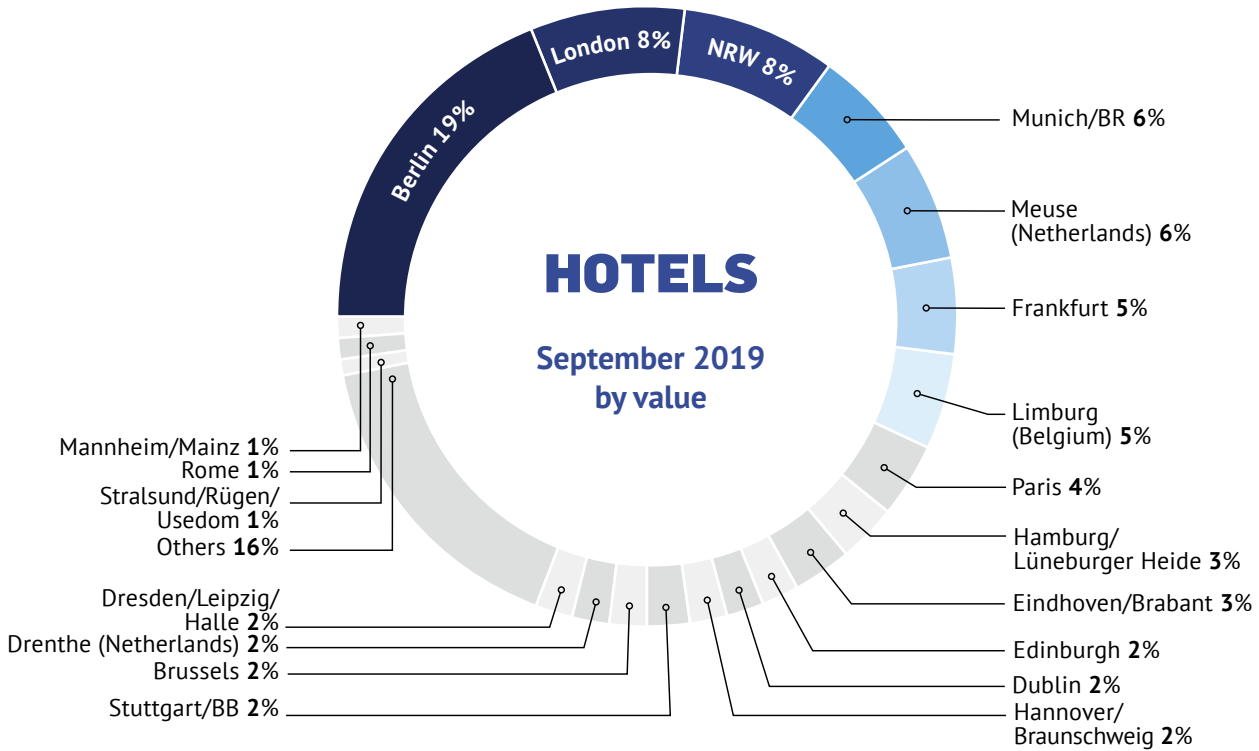 HOTELS
September 2019
by value
Berlin 19%
London 8%
NRW 8%
Munich/BR 6%
Meuse
(Netherlands) 6%
Frankfurt 5%
Limburg
(Belgium) 5%
Paris 4%
Hamburg/
Lüneburger Heide 3%
Eindhoven/Brabant 3%
Edinburgh 2%
Dublin 2%
Hannover/
Braunschweig 2%
Stuttgart/BB 2%
Brussels 2%
Drenthe (Netherlands) 2%
Dresden/Leipzig/
Halle 2%
Others 16%
Stralsund/Rügen/
Usedom 1%
Rome 1%
Mannheim/Mainz 1%